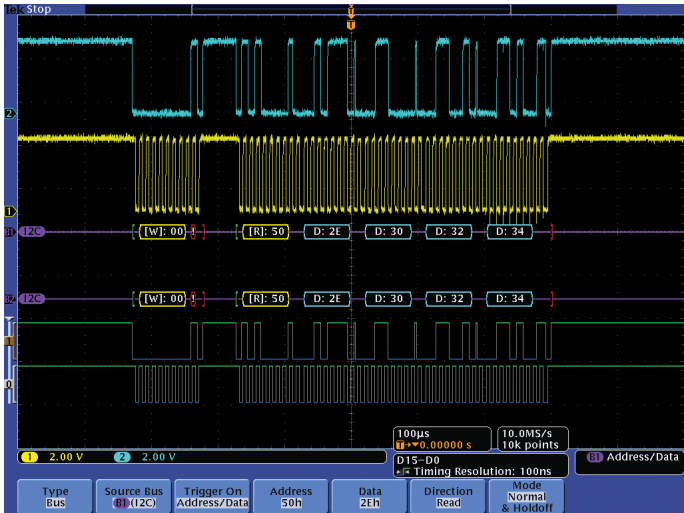 Tek Stop
T
T
2
1
B1 I2C [W]: 00 ! [R]: 50 D: 2E D: 30 D: 32 D: 34
B2 I2C [W]: 00 ! [R]: 50 D: 2E D: 30 D: 32 D: 34
1
0
100µs
T→▼0.00000 s
10.0MS/s
10k points
1 2.00 V 2 2.00 V
D15-D0
Timing Resolution: 100ns
B1 Address/Data
Type
Bus
Source Bus
B1 (I2C)
Trigger On
Address/Data
Address
50h
Data
2Eh
Direction
Read
Mode
Normal
& Holdoff